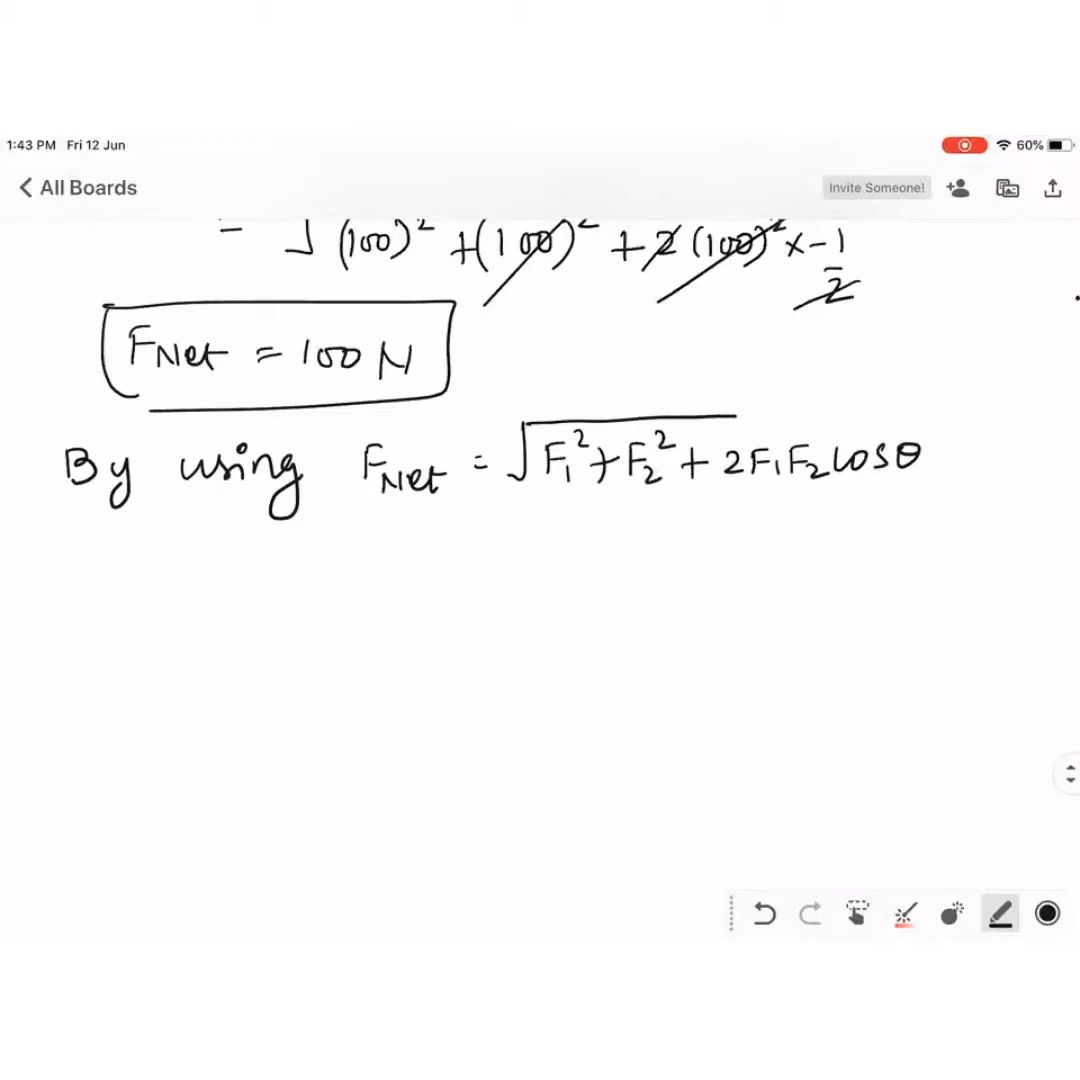 1:43 PM Fri 12 Jun 60%
All Boards Invite Someone!
= √(100)² + (100)² + 2(100)² × -1/2
FNet = 100 N
By using FNet = √F₁² + F₂² + 2F₁F₂ cosθ